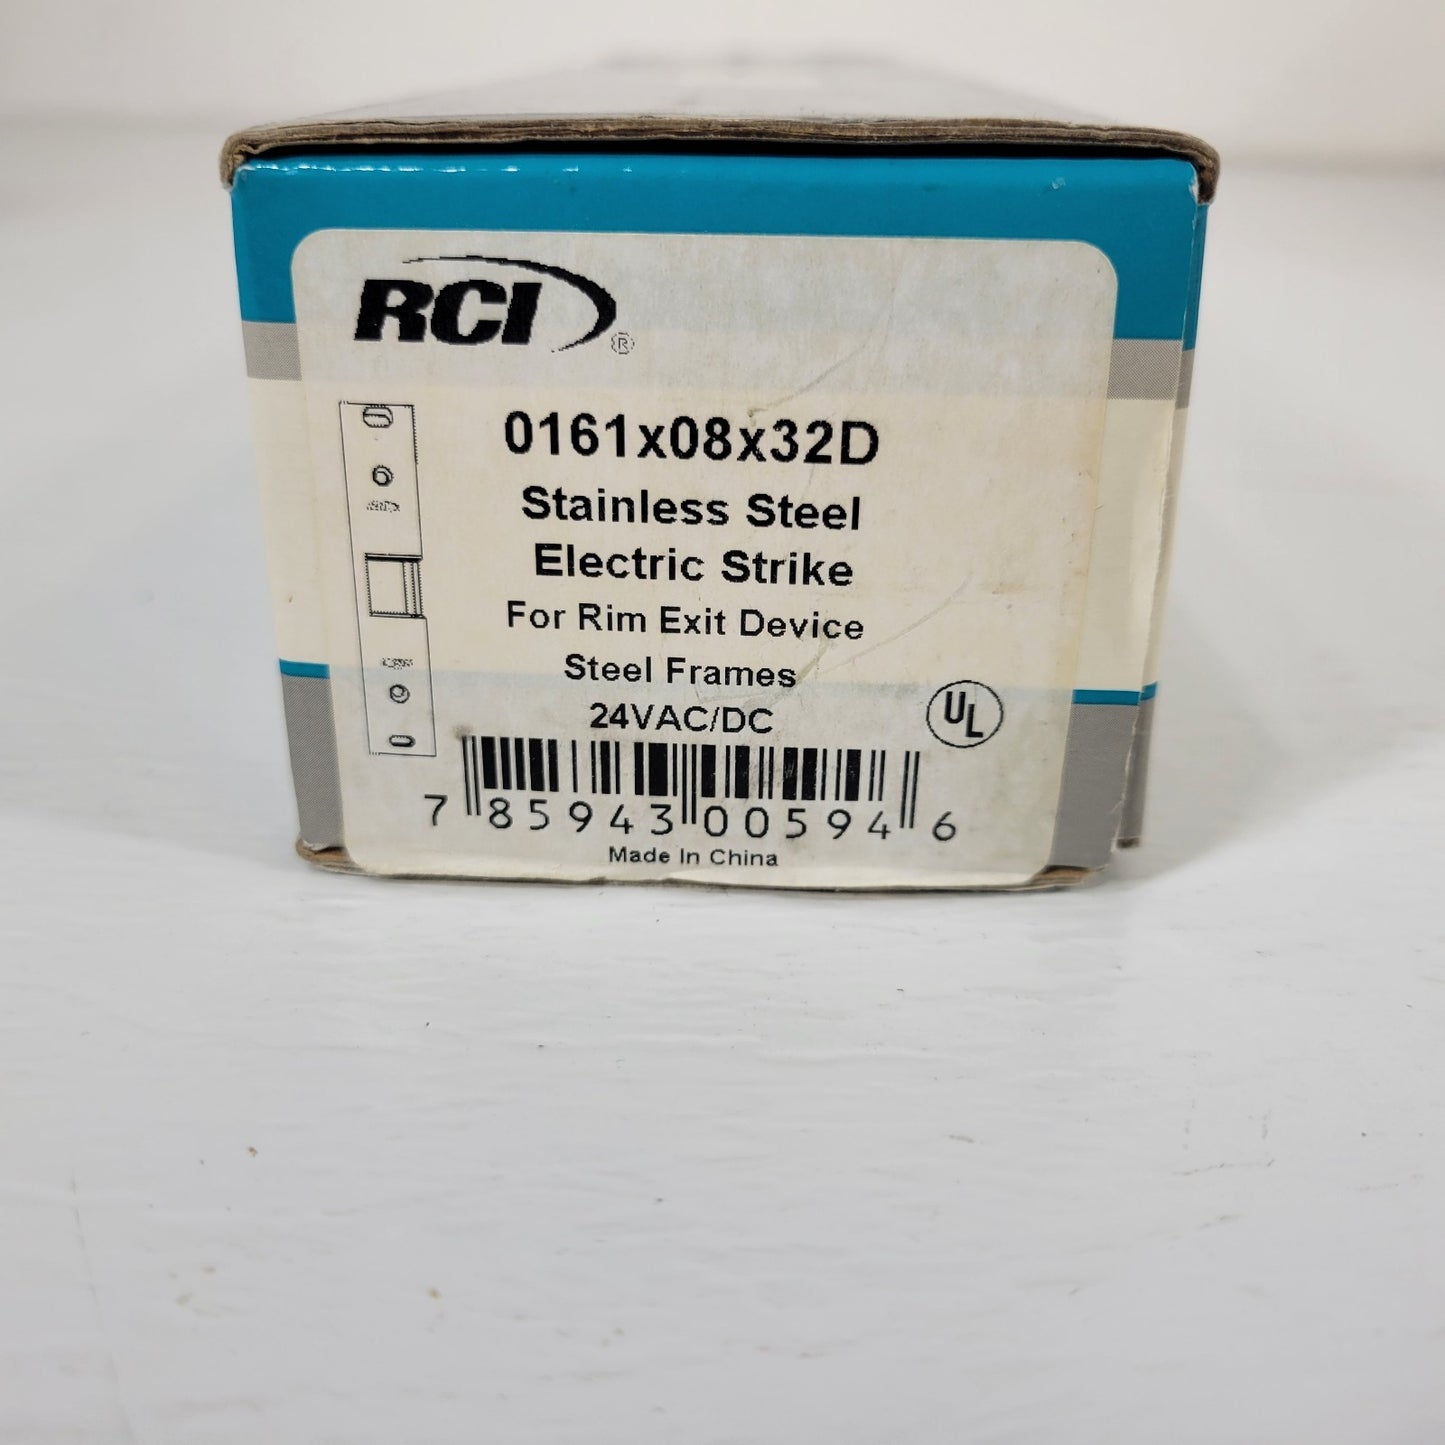 RCI®
0161x08x32D
Stainless Steel
Electric Strike
For Rim Exit Device
Steel Frames
24VAC/DC
UL
7 85943 00594 6
Made In China